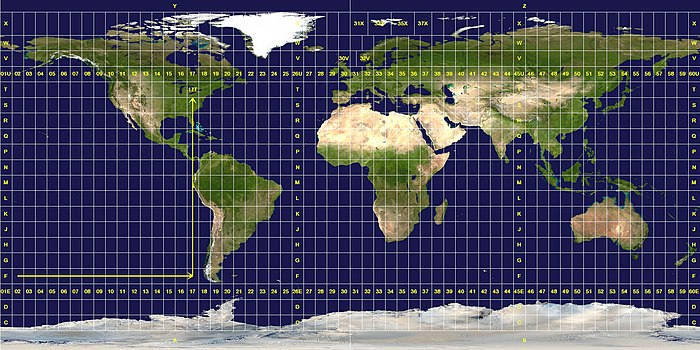 Y Z
X 31X 33X 35X 37X X
W W
V 30V 32V V
01U 02 03 04 05 06 07 08 09 10 11 12 13 14 15 16 17 18 19 20 21 22 23 24 25 26U 27 28 29 30 31 32 33 34 35 36 37 38 39 40 41 42 43 44 45U 46 47 48 49 50 51 52 53 54 55 56 57 58 59 60U
T 17T T T T
S S S S
R R R R
Q Q Q Q
P P P P
N N N N
M M M M
L L L L
K K K K
J J J J
H H H H
G G G G
F F F F
01E 02 03 04 05 06 07 08 09 10 11 12 13 14 15 16 17 18 19 20 21 22 23 24 25 26E 27 28 29 30 31 32 33 34 35 36 37 38 39 40 41 42 43 44 45E 46 47 48 49 50 51 52 53 54 55 56 57 58 59 60E
D D D D
C C C C
A B